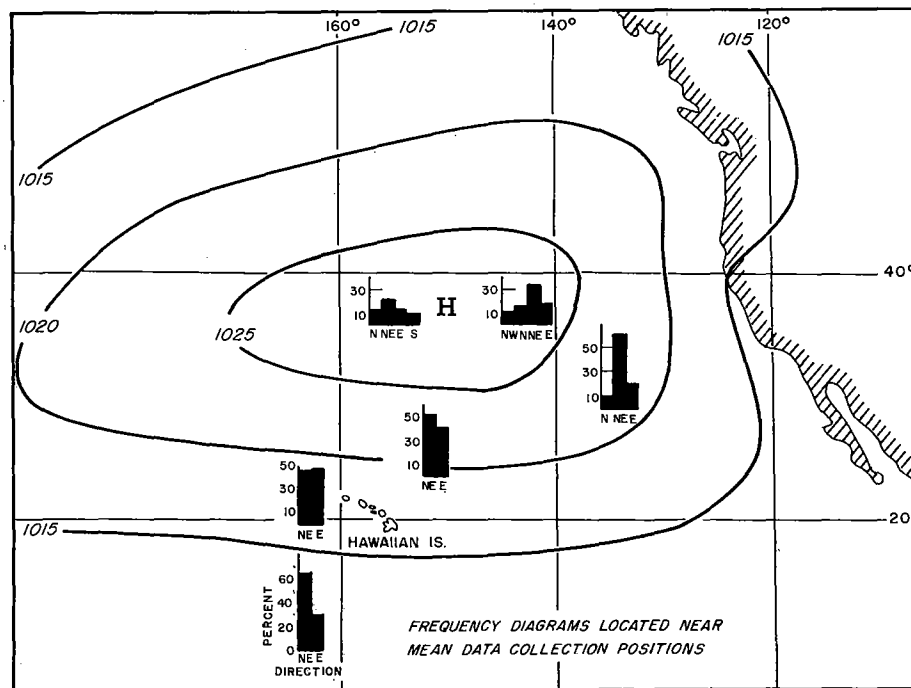 160° 1015 140° 1015 120°
1015
40°
30
10
N NE E S
H
30
10
NW N NE E
1020
1025
50
30
10
N NE E
50
30
10
NE E
50
30
10
NE E
1015
HAWAIIAN IS.
20
PERCENT
60
40
20
0
NE E
DIRECTION
FREQUENCY DIAGRAMS LOCATED NEAR
MEAN DATA COLLECTION POSITIONS